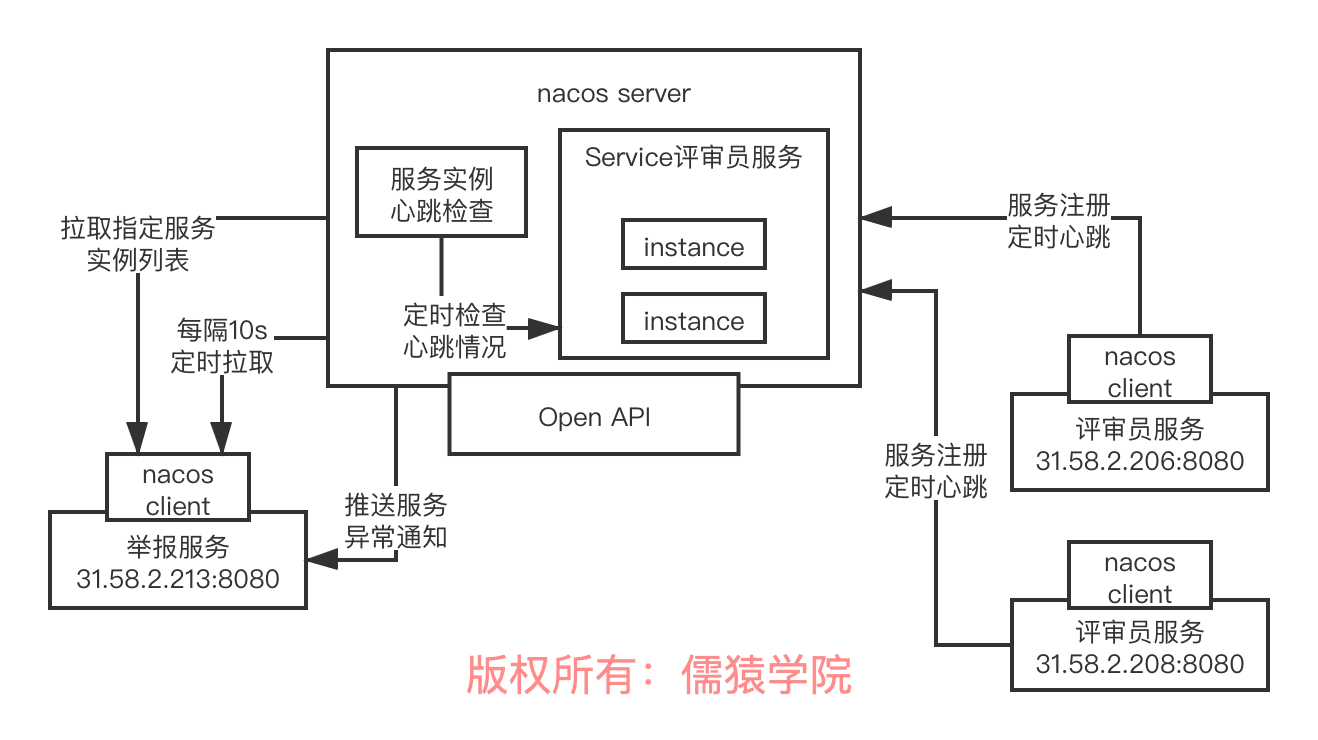 nacos server
服务实例
心跳检查
Service评审员服务
instance
instance
定时检查
心跳情况
Open API
拉取指定服务
实例列表
每隔10s
定时拉取
nacos
client
举报服务
31.58.2.213:8080
推送服务
异常通知
服务注册
定时心跳
nacos
client
评审员服务
31.58.2.206:8080
服务注册
定时心跳
nacos
client
评审员服务
31.58.2.208:8080
版权所有：儒猿学院